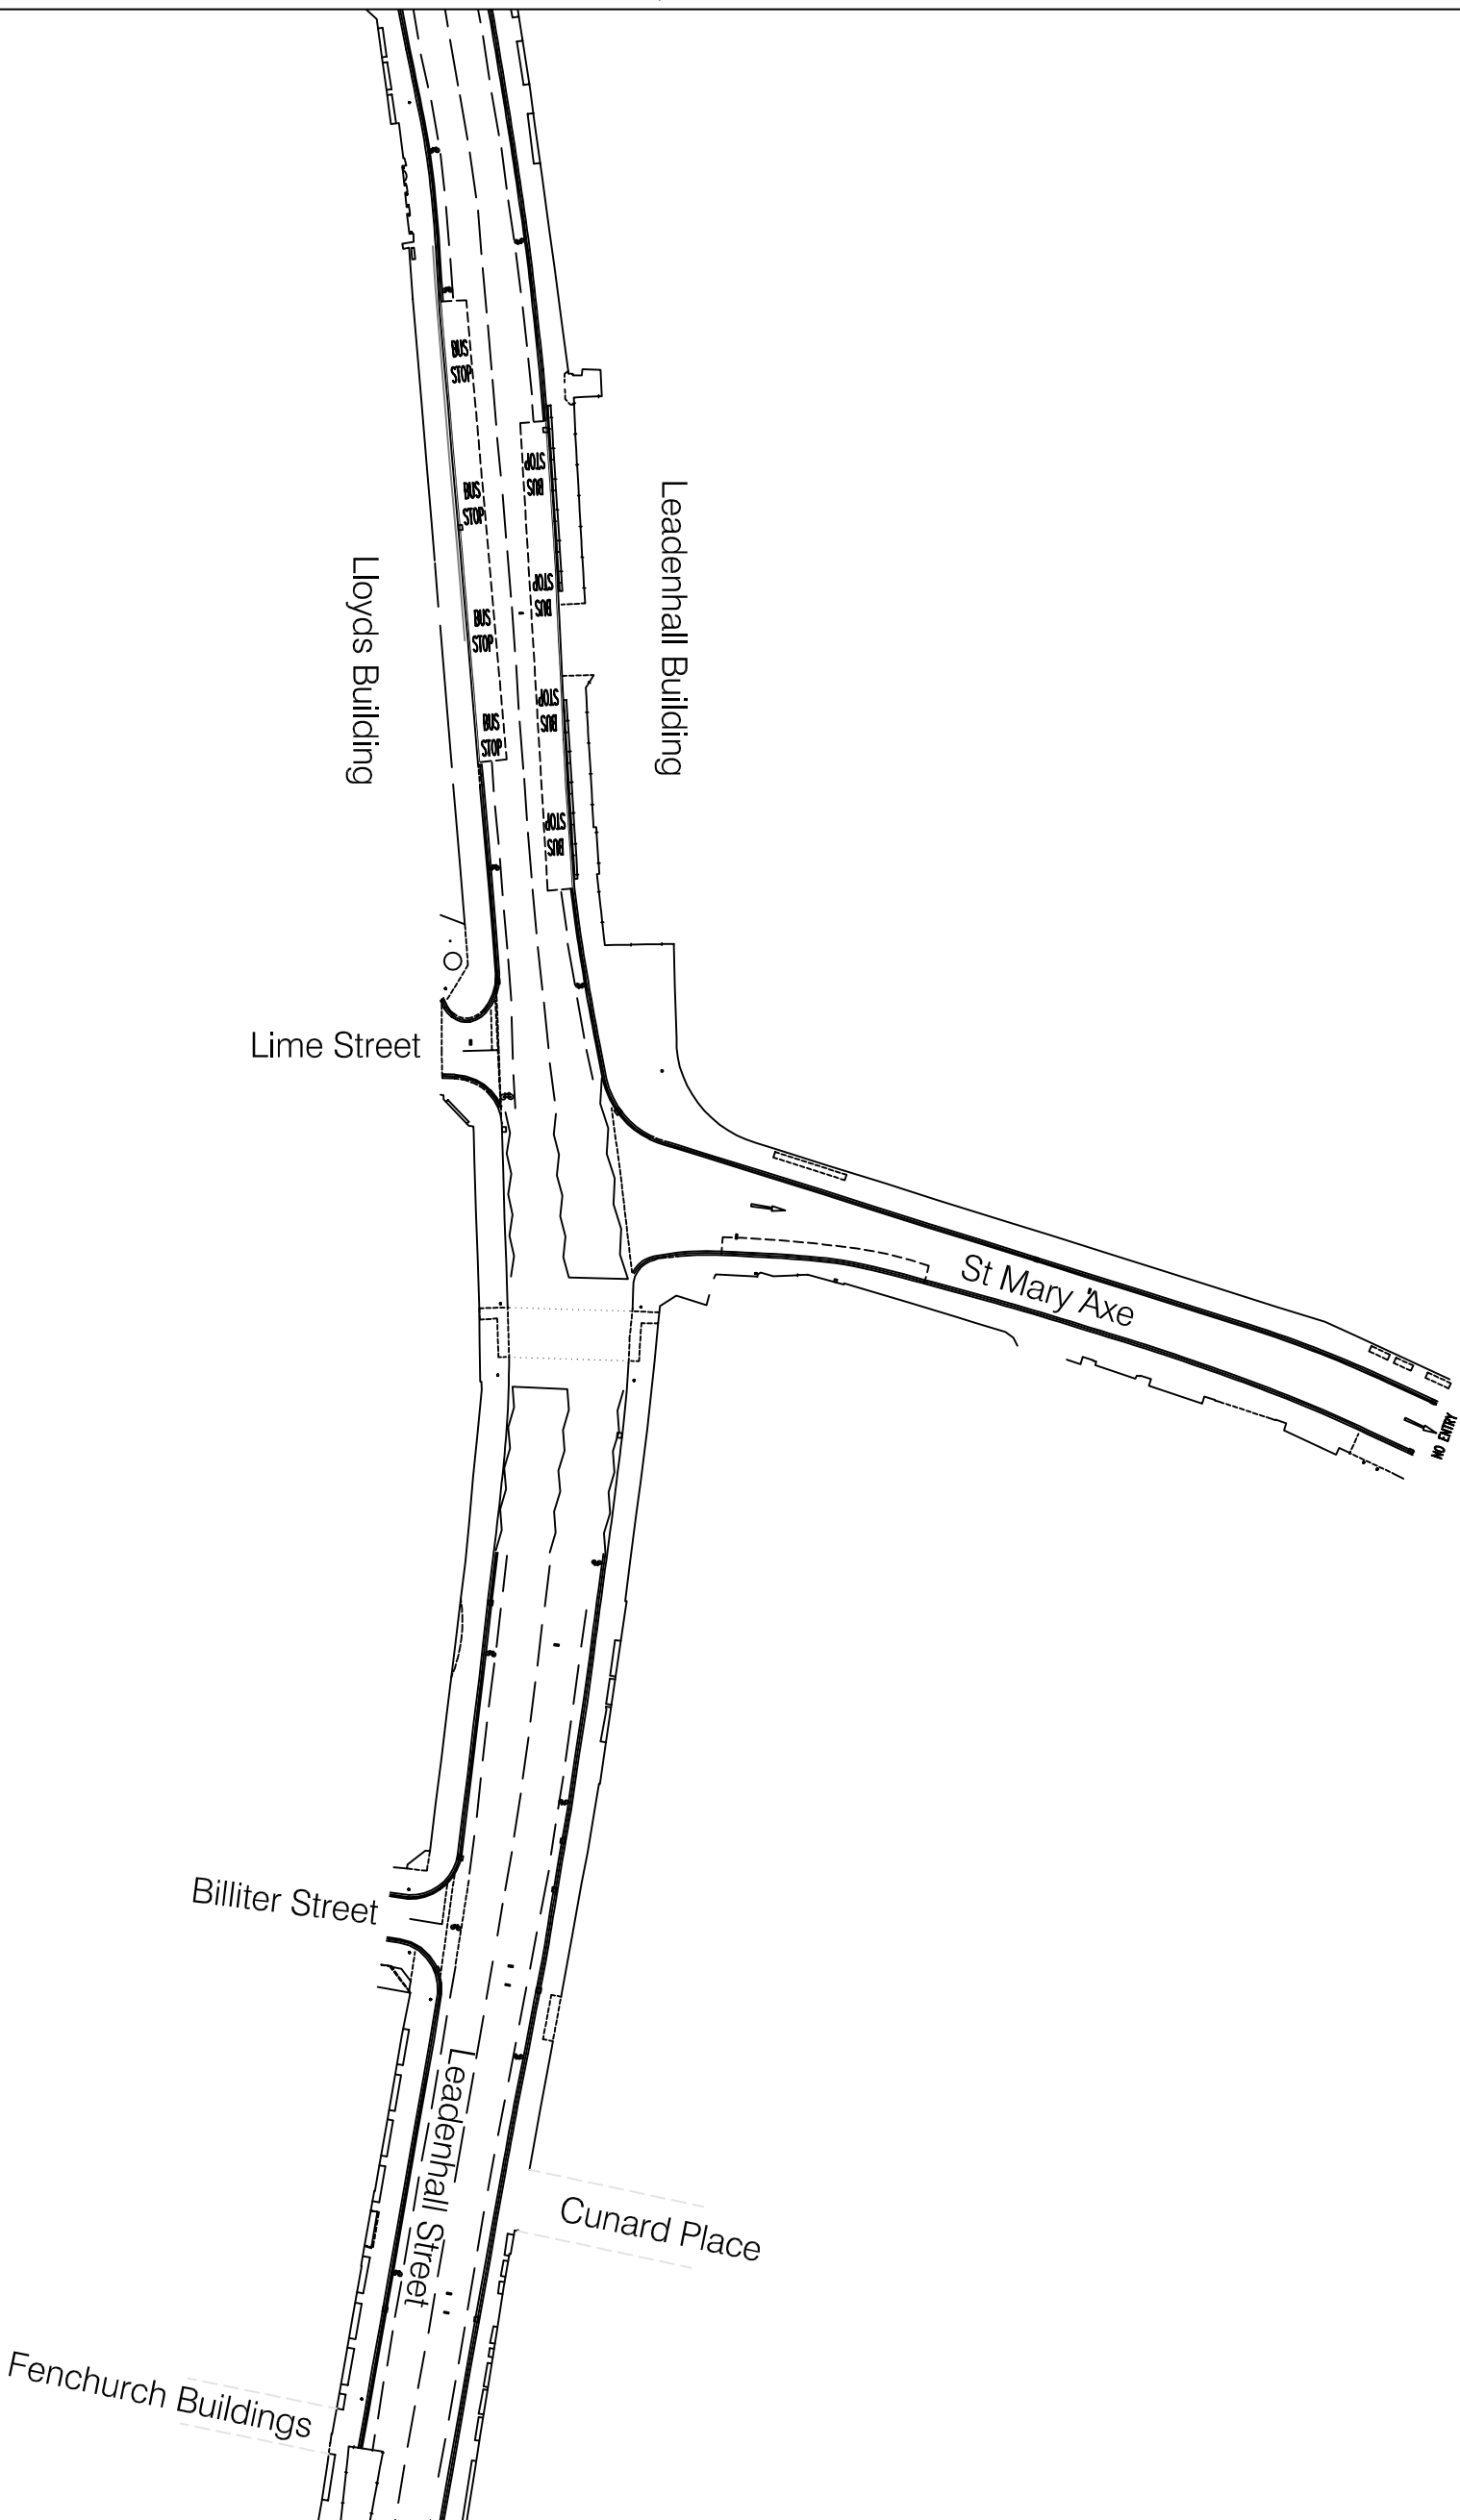 BUS
STOP
STOP
BUS
BUS
STOP
Leadenhall Building
Lloyds Building
STOP
BUS
BUS
STOP
STOP
BUS
BUS
STOP
STOP
BUS
Lime Street
St Mary Axe
NO ENTRY
Billiter Street
Leadenhall Street
Cunard Place
Fenchurch Buildings